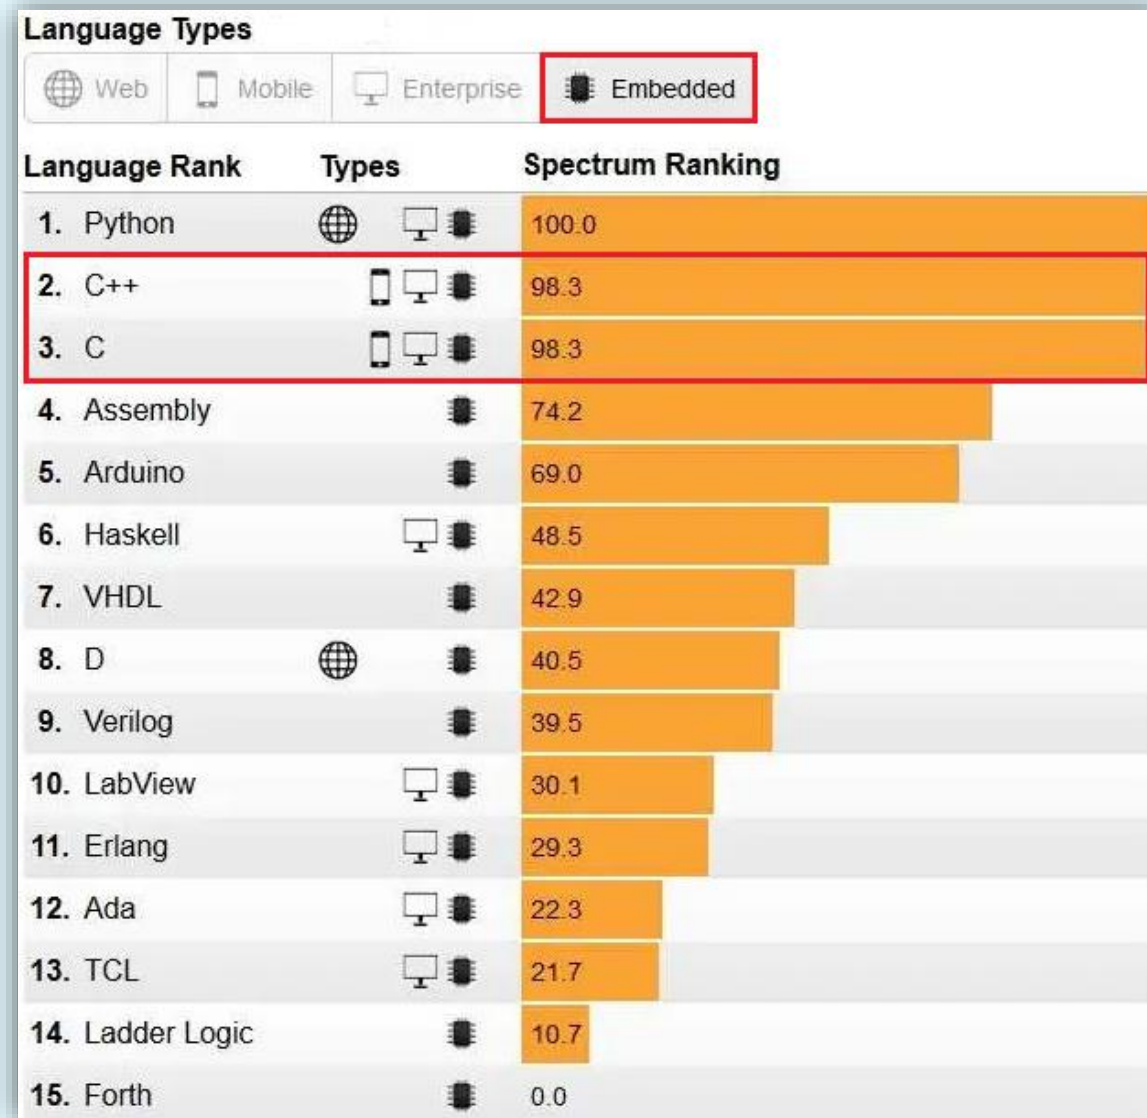 Language Types
Web Mobile Enterprise Embedded
Language Rank Types Spectrum Ranking
1. Python 100.0
2. C++ 98.3
3. C 98.3
4. Assembly 74.2
5. Arduino 69.0
6. Haskell 48.5
7. VHDL 42.9
8. D 40.5
9. Verilog 39.5
10. LabView 30.1
11. Erlang 29.3
12. Ada 22.3
13. TCL 21.7
14. Ladder Logic 10.7
15. Forth 0.0